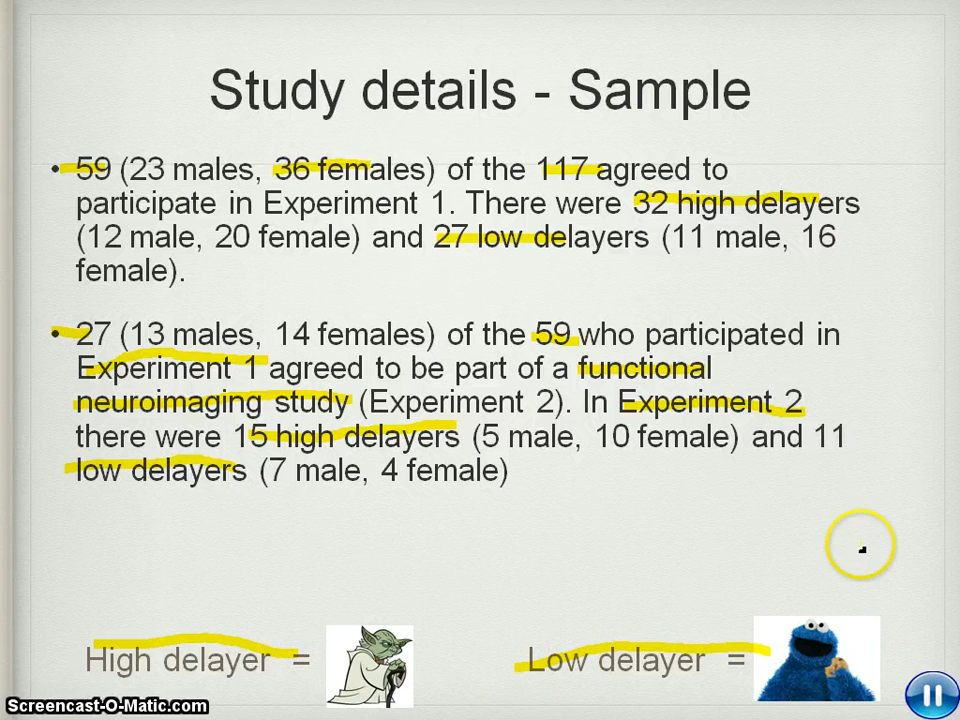 Study details - Sample
• 59 (23 males, 36 females) of the 117 agreed to
participate in Experiment 1. There were 32 high delayers
(12 male, 20 female) and 27 low delayers (11 male, 16
female).
• 27 (13 males, 14 females) of the 59 who participated in
Experiment 1 agreed to be part of a functional
neuroimaging study (Experiment 2). In Experiment 2
there were 15 high delayers (5 male, 10 female) and 11
low delayers (7 male, 4 female)
High delayer =
Low delayer =
Screencast-O-Matic.com